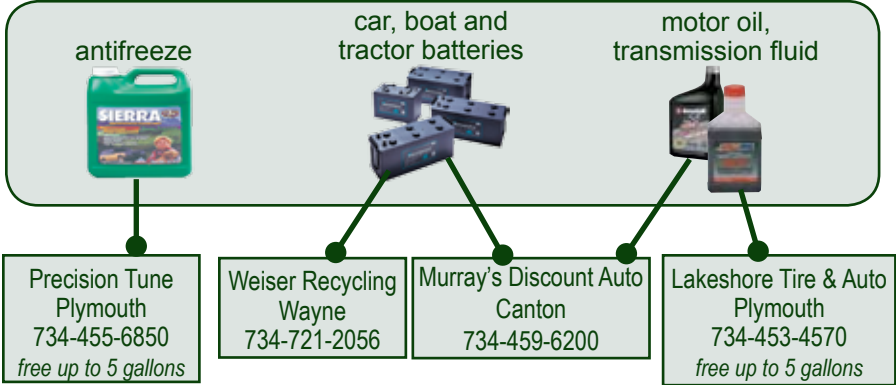 antifreeze
car, boat and
tractor batteries
motor oil,
transmission fluid
SIERRA
Precision Tune
Plymouth
734-455-6850
free up to 5 gallons
Weiser Recycling
Wayne
734-721-2056
Murray's Discount Auto
Canton
734-459-6200
Lakeshore Tire & Auto
Plymouth
734-453-4570
free up to 5 gallons